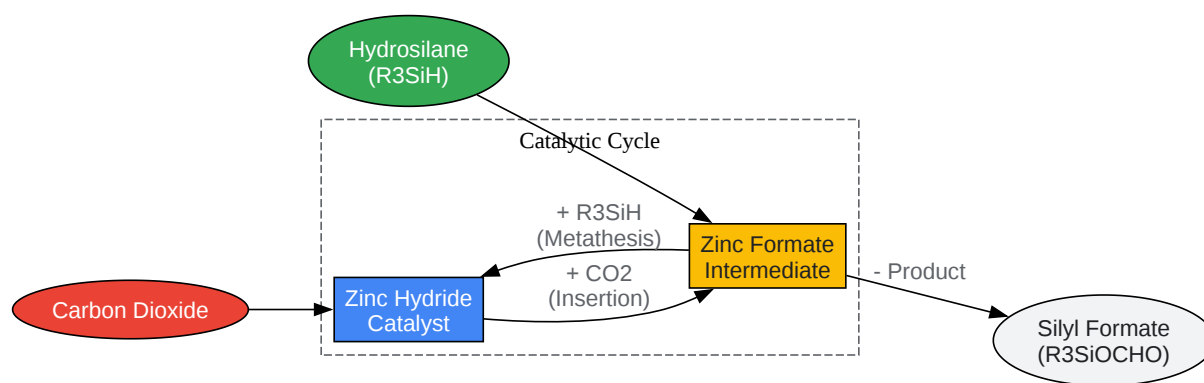 Hydrosilane
(R3SiH)
Catalytic Cycle
+ R3SiH
(Metathesis)
Zinc Formate
Intermediate
- Product
+ CO2
(Insertion)
Carbon Dioxide
Zinc Hydride
Catalyst
Silyl Formate
(R3SiOCHO)